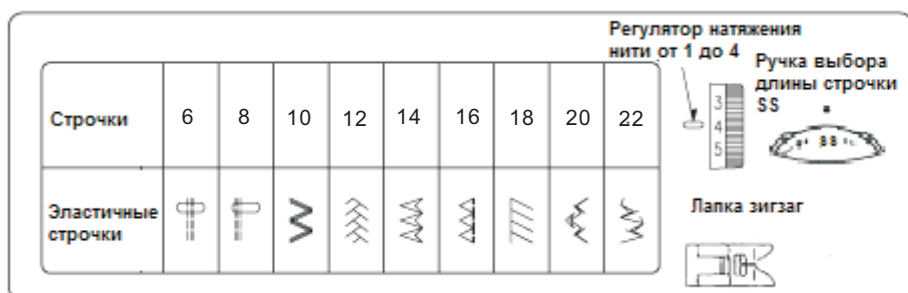 Регулятор натяжения
нити от 1 до 4
Ручка выбора
длины строчки
SS
Строчки 6 8 10 12 14 16 18 20 22
3
4
5
SS
Эластичные
строчки
Лапка зигзаг